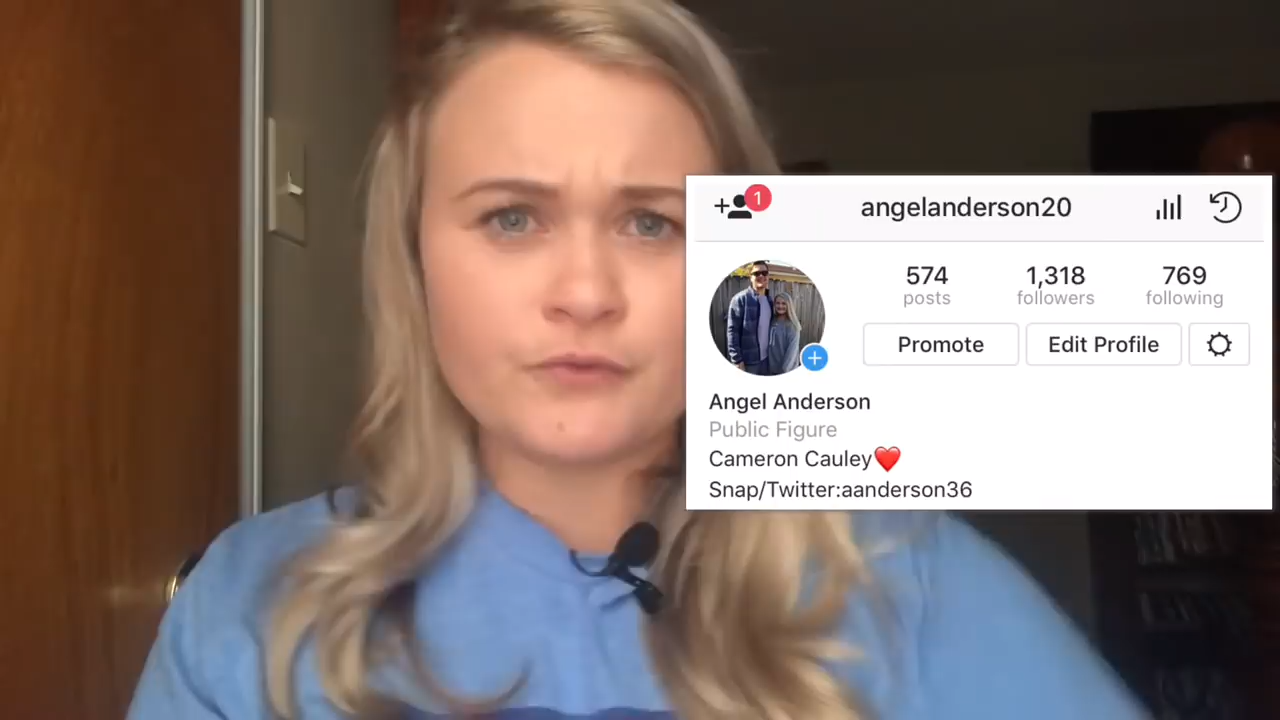 1
angelanderson20
574 1,318 769
posts followers following
Promote Edit Profile
Angel Anderson
Public Figure
Cameron Cauley❤️
Snap/Twitter:aanderson36